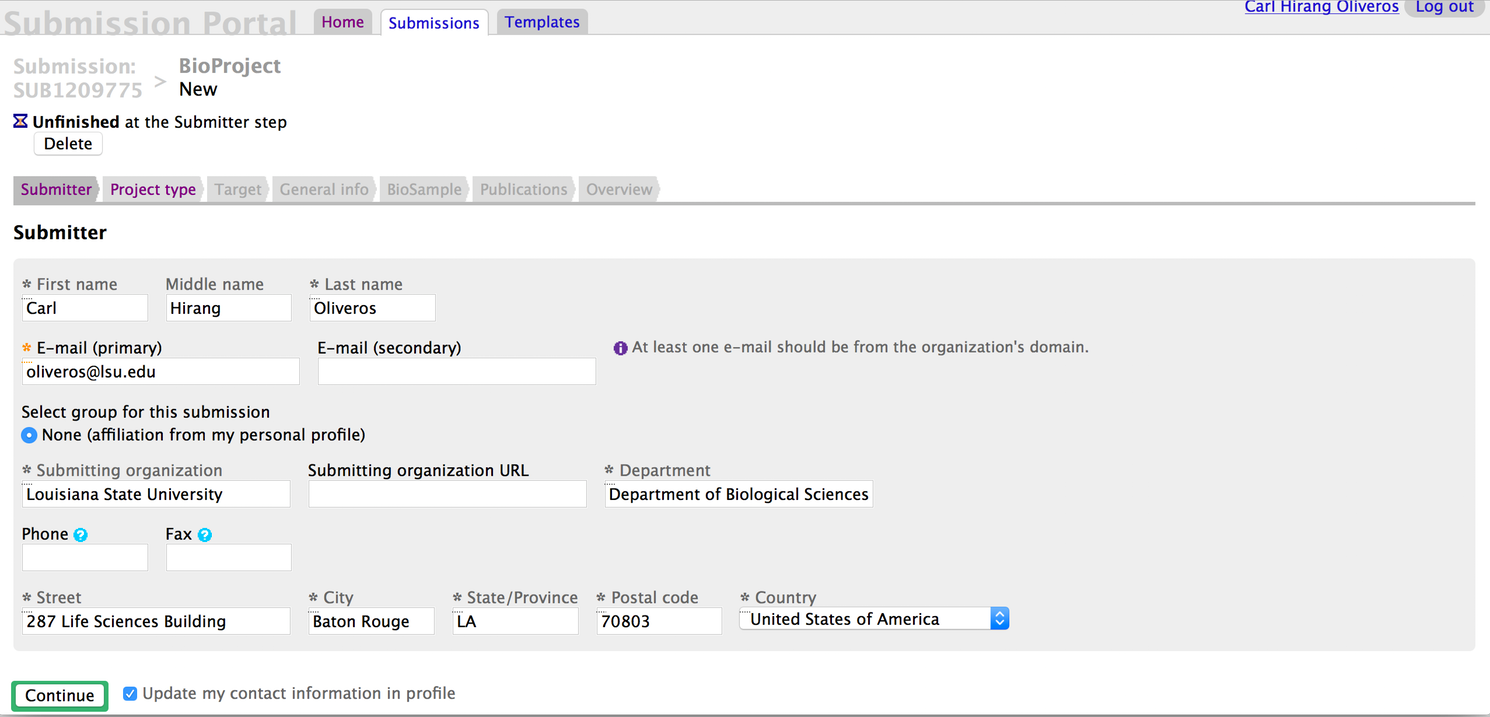 Submission Portal Home Submissions Templates Carl Hirang Oliveros Log out
Submission: BioProject
SUB1209775 > New
Unfinished at the Submitter step
Delete
Submitter Project type Target General info BioSample Publications Overview
Submitter
* First name Middle name * Last name
Carl Hirang Oliveros
* E-mail (primary) E-mail (secondary) At least one e-mail should be from the organization's domain.
oliveros@lsu.edu
Select group for this submission
None (affiliation from my personal profile)
* Submitting organization Submitting organization URL * Department
Louisiana State University Department of Biological Sciences
Phone ? Fax ?
* Street * City * State/Province * Postal code * Country
287 Life Sciences Building Baton Rouge LA 70803 United States of America
Continue Update my contact information in profile